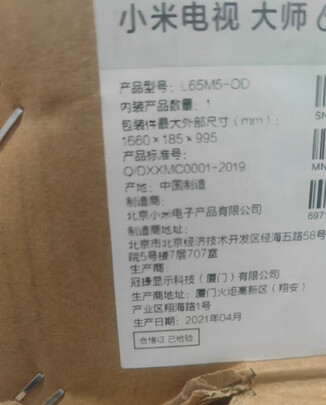 小米电视 大师
SN
产品型号：L65M5-OD
内装产品数量：1
包装件最大外部尺寸（mm）：
1660×185×995
产品标准号：
Q/DXXMC0001-2019
MN
产地：中国制造
制造商：
北京小米电子产品有限公司
697
制造商地址：
北京市北京经济技术开发区经海五路58号
院5号楼7层707室
生产商
冠捷显示科技（厦门）有限公司
生产商地址：厦门火炬高新区（翔安）
产业区翔海路1号
生产日期：2021年04月
合格证 已检验